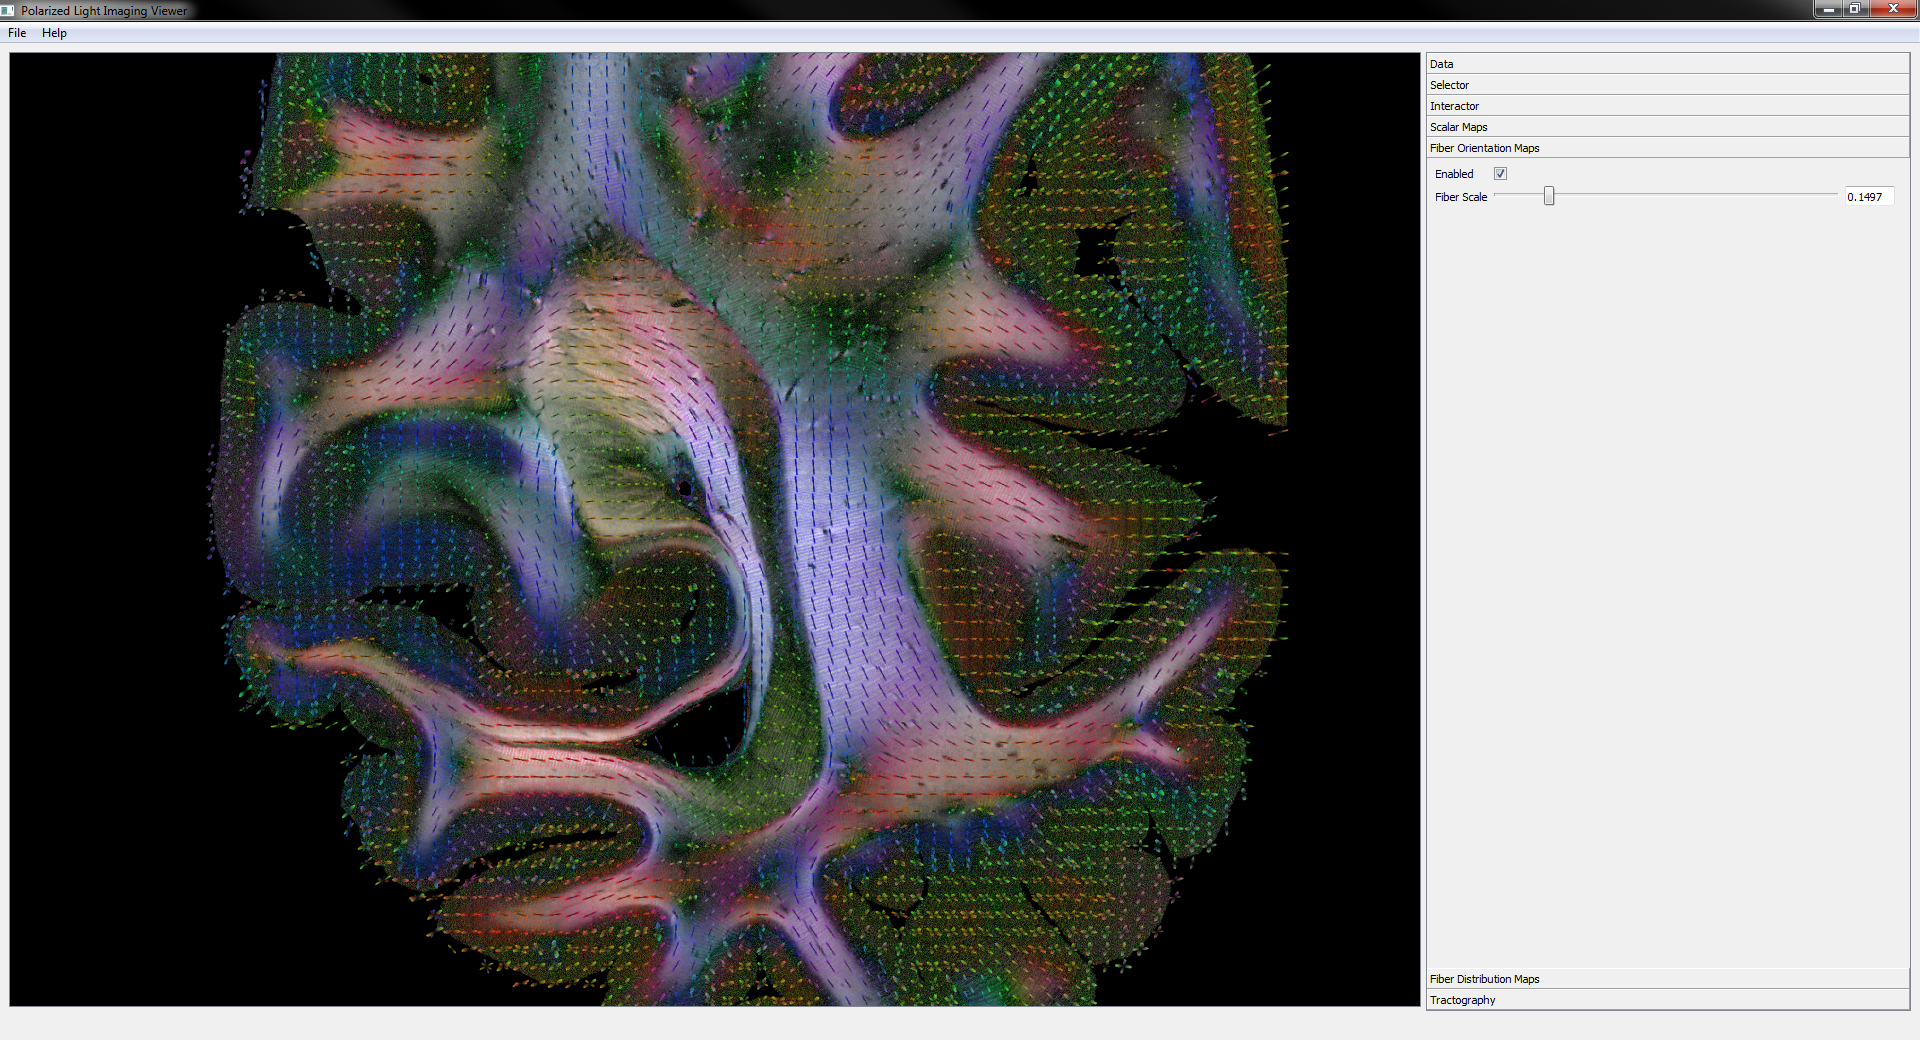 Polarized Light Imaging Viewer
File Help
Data
Selector
Interactor
Scalar Maps
Fiber Orientation Maps
Enabled
Fiber Scale 0.1497
Fiber Distribution Maps
Tractography